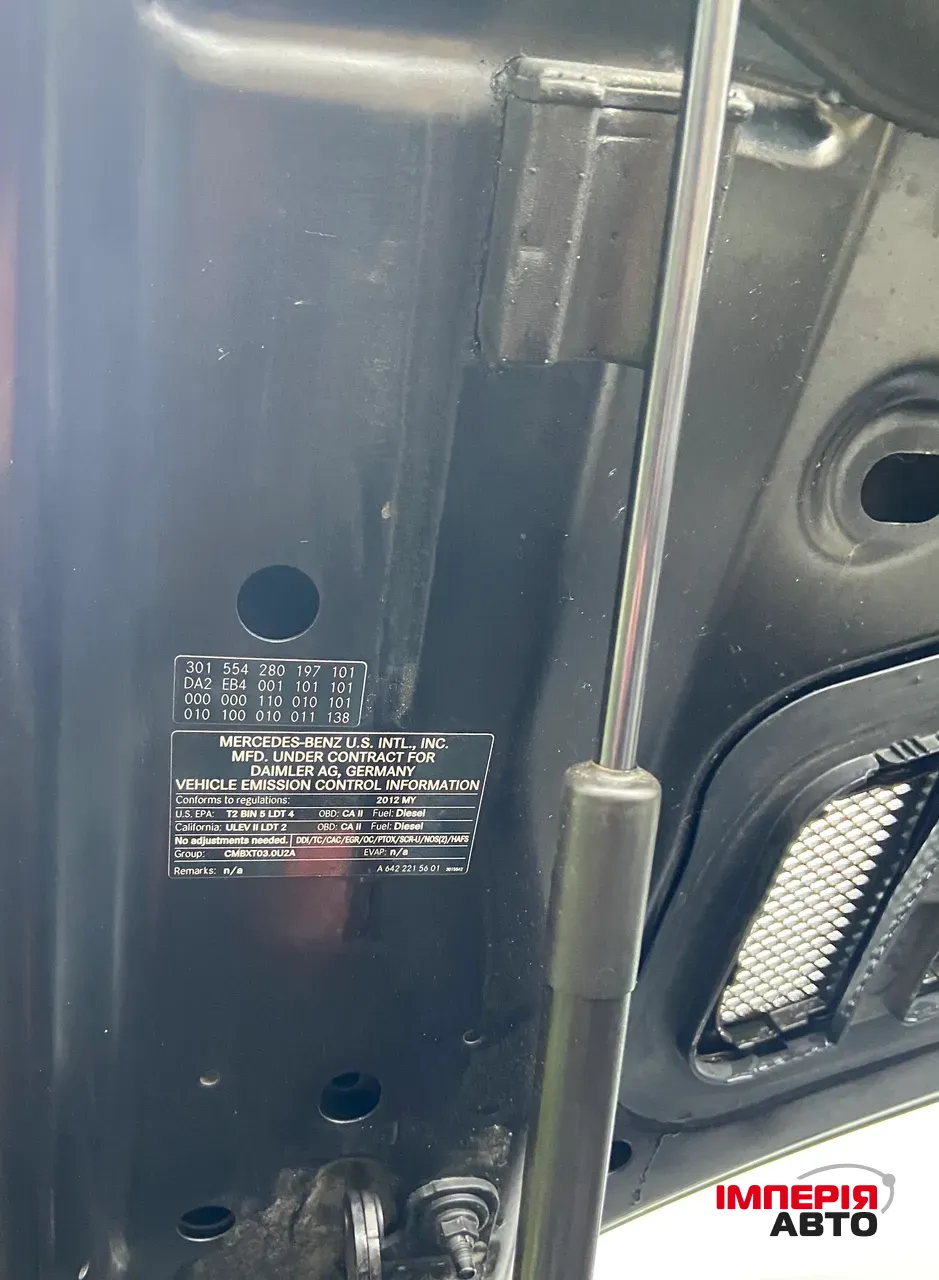 301 554 280 197 101
DA2 EB4 001 101 101
000 000 110 010 101
010 100 010 011 138
MERCEDES-BENZ U.S. INTL., INC.
MFD. UNDER CONTRACT FOR
DAIMLER AG, GERMANY
VEHICLE EMISSION CONTROL INFORMATION
Conforms to regulations: 2012 MY
U.S. EPA: T2 BIN 5 LDT 4 OBD: CA II Fuel: Diesel
California: ULEV II LDT 2 OBD: CA II Fuel: Diesel
No adjustments needed. DDI/TC/CAC/EGR/OC/PTOX/SCR-U/NOS(2)/HAFS
Group: CMBXT03.0U2A EVAP: n/a
Remarks: n/a A 642 221 56 01
ІМПЕРІЯ
АВТО